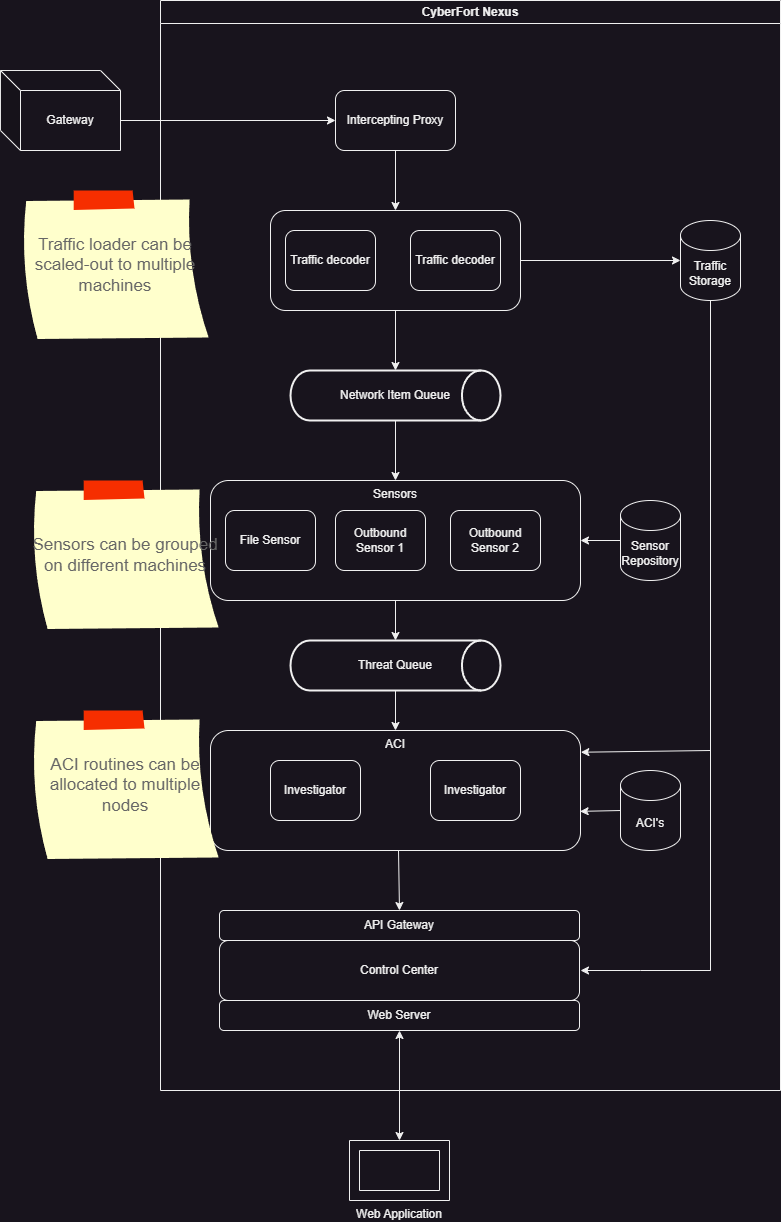 CyberFort Nexus
Gateway
Intercepting Proxy
Traffic loader can be
scaled-out to multiple
machines
Traffic decoder
Traffic decoder
Traffic
Storage
Network Item Queue
Sensors
Sensors can be grouped
on different machines
File Sensor
Outbound
Sensor 1
Outbound
Sensor 2
Sensor
Repository
Threat Queue
ACI
ACI routines can be
allocated to multiple
nodes
Investigator
Investigator
ACI's
API Gateway
Control Center
Web Server
Web Application